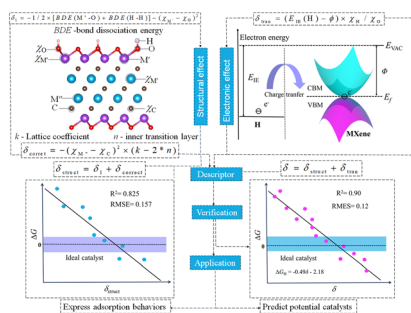 δ₁ = −1/2 × [BDE(M'-O) + BDE(H-H)] − (χ_M' − χ_O)²
BDE -bond dissociation energy
χ_O
H
O
χ_M'
M'
M''
C
χ_C
k - Lattice coefficient n - inner transition layer
δ_correct = −(χ_M' − χ_C)² × (k − 2 * n)
Structural effect
Electronic effect
δ_tran = (E_IE (H) − ϕ) × χ_H / χ_O
Electron energy
E_VAC
E_IE
Φ
Charge tranfer
CBM
E_f
VBM
e⁻
H
MXene
δ_struct = δ₁ + δ_correct
Descriptor
δ = δ_struct + δ_tran
Verification
Application
R²= 0.825
RMSE= 0.157
ΔG
0
Ideal catalyst
δ_struct
R²= 0.90
RMES= 0.12
ΔG
0
Ideal catalyst
ΔG_H = -0.49δ - 2.18
δ
Express adsorption behaviors
Predict potential catalysts